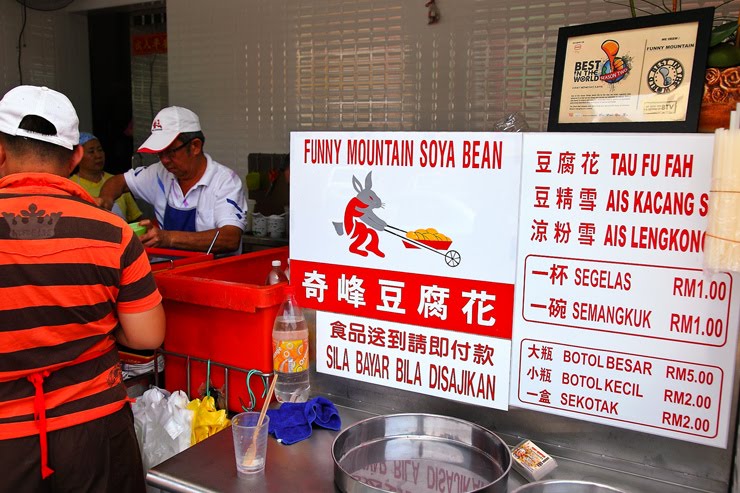 BEST
IN THE
WORLD
SEASON TWO
FUNNY MOUNTAIN
FUNNY MOUNTAIN SOYA BEAN
奇峰豆腐花
食品送到請即付款
SILA BAYAR BILA DISAJIKAN
豆腐花 TAU FU FAH
豆精雪 AIS KACANG S
涼粉雪 AIS LENGKONG
一杯 SEGELAS RM1.00
一碗 SEMANGKUK RM1.00
大瓶 BOTOL BESAR RM5.00
小瓶 BOTOL KECIL RM2.00
一盒 SEKOTAK RM2.00